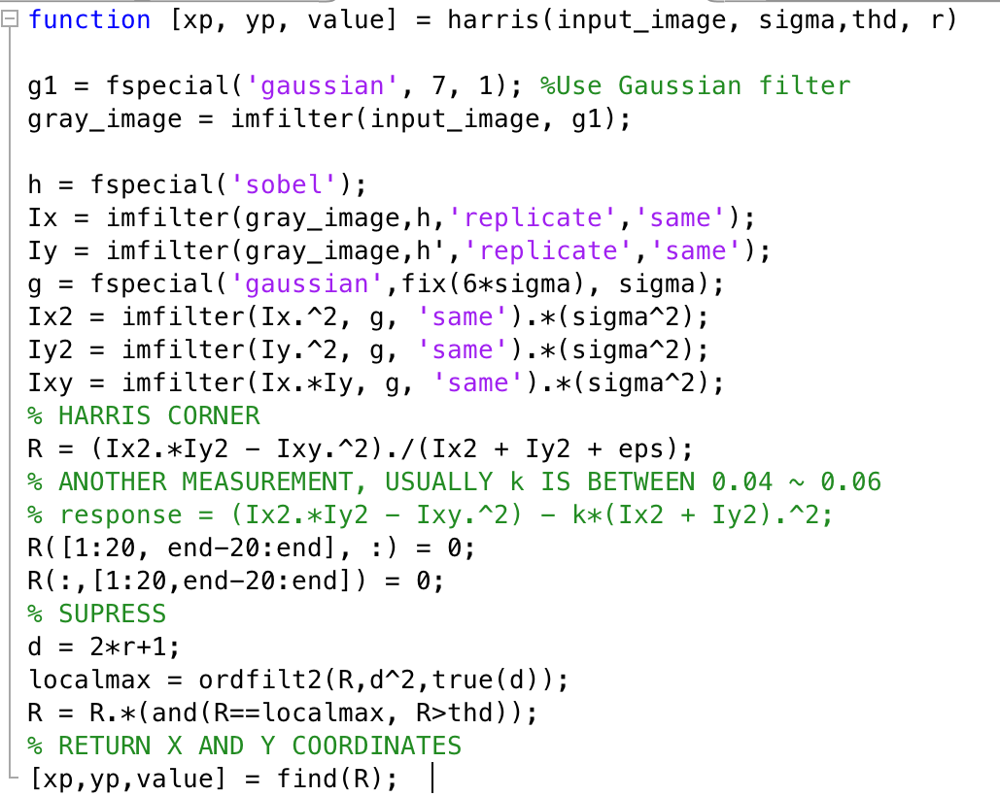 function [xp, yp, value] = harris(input_image, sigma,thd, r)
g1 = fspecial('gaussian', 7, 1); %Use Gaussian filter
gray_image = imfilter(input_image, g1);
h = fspecial('sobel');
Ix = imfilter(gray_image,h,'replicate','same');
Iy = imfilter(gray_image,h','replicate','same');
g = fspecial('gaussian',fix(6*sigma), sigma);
Ix2 = imfilter(Ix.^2, g, 'same').*(sigma^2);
Iy2 = imfilter(Iy.^2, g, 'same').*(sigma^2);
Ixy = imfilter(Ix.*Iy, g, 'same').*(sigma^2);
% HARRIS CORNER
R = (Ix2.*Iy2 - Ixy.^2)./(Ix2 + Iy2 + eps);
% ANOTHER MEASUREMENT, USUALLY k IS BETWEEN 0.04 ~ 0.06
% response = (Ix2.*Iy2 - Ixy.^2) - k*(Ix2 + Iy2).^2;
R([1:20, end-20:end], :) = 0;
R(:,[1:20,end-20:end]) = 0;
% SUPRESS
d = 2*r+1;
localmax = ordfilt2(R,d^2,true(d));
R = R.*(and(R==localmax, R>thd));
% RETURN X AND Y COORDINATES
[xp,yp,value] = find(R);